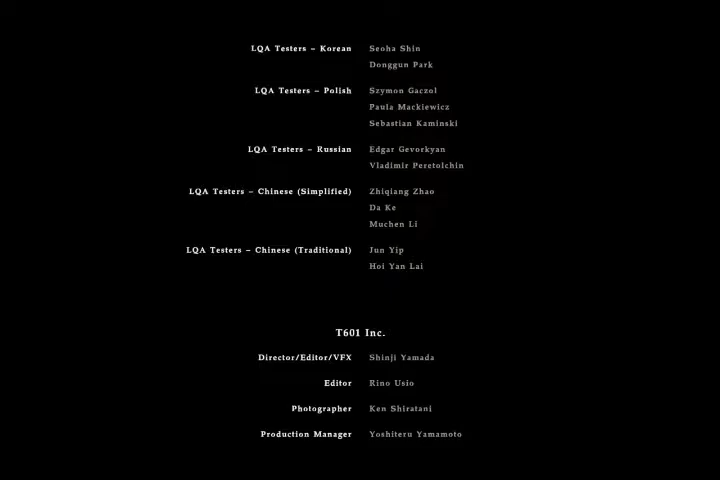 LQA Testers – Korean Seoha Shin
Donggun Park
LQA Testers – Polish Szymon Gaczol
Paula Mackiewicz
Sebastian Kaminski
LQA Testers – Russian Edgar Gevorkyan
Vladimir Peretolchin
LQA Testers – Chinese (Simplified) Zhiqiang Zhao
Da Ke
Muchen Li
LQA Testers – Chinese (Traditional) Jun Yip
Hoi Yan Lai
T601 Inc.
Director/Editor/VFX Shinji Yamada
Editor Rino Usio
Photographer Ken Shiratani
Production Manager Yoshiteru Yamamoto